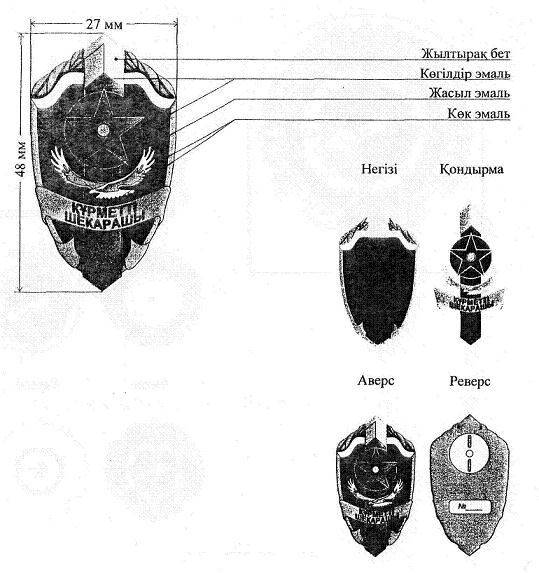 27 мм
48 мм
Жылтырақ бет
Көгілдір эмаль
Жасыл эмаль
Көк эмаль
ҚҰРМЕТТІ
ШЕКАРАШЫ
Негізі
Қондырма
ҚҰРМЕТТІ
ШЕКАРАШЫ
Аверс
Реверс
ҚҰРМЕТТІ
ШЕКАРАШЫ
№